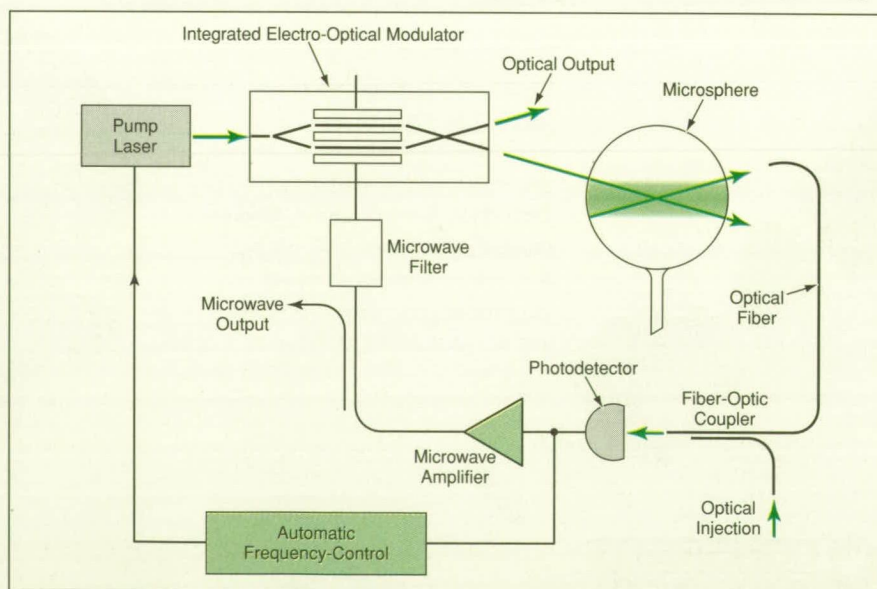 Integrated Electro-Optical Modulator
Optical Output
Microsphere
Pump
Laser
Microwave
Filter
Microwave
Output
Optical
Fiber
Photodetector
Fiber-Optic
Coupler
Microwave
Amplifier
Optical
Injection
Automatic
Frequency-Control